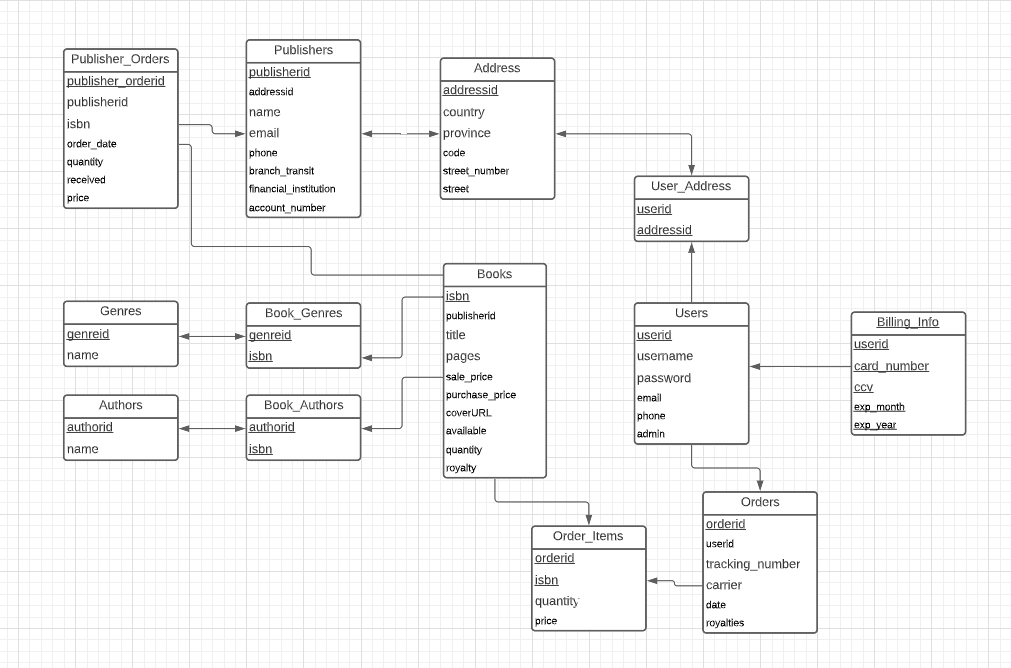 Publisher_Orders
publisher_orderid
publisherid
isbn
order_date
quantity
received
price
Publishers
publisherid
addressid
name
email
phone
branch_transit
financial_institution
account_number
Address
addressid
country
province
code
street_number
street
User_Address
userid
addressid
Genres
genreid
name
Book_Genres
genreid
isbn
Authors
authorid
name
Book_Authors
authorid
isbn
Books
isbn
publisherid
title
pages
sale_price
purchase_price
coverURL
available
quantity
royalty
Users
userid
username
password
email
phone
admin
Billing_Info
userid
card_number
ccv
exp_month
exp_year
Order_Items
orderid
isbn
quantity
price
Orders
orderid
userid
tracking_number
carrier
date
royalties